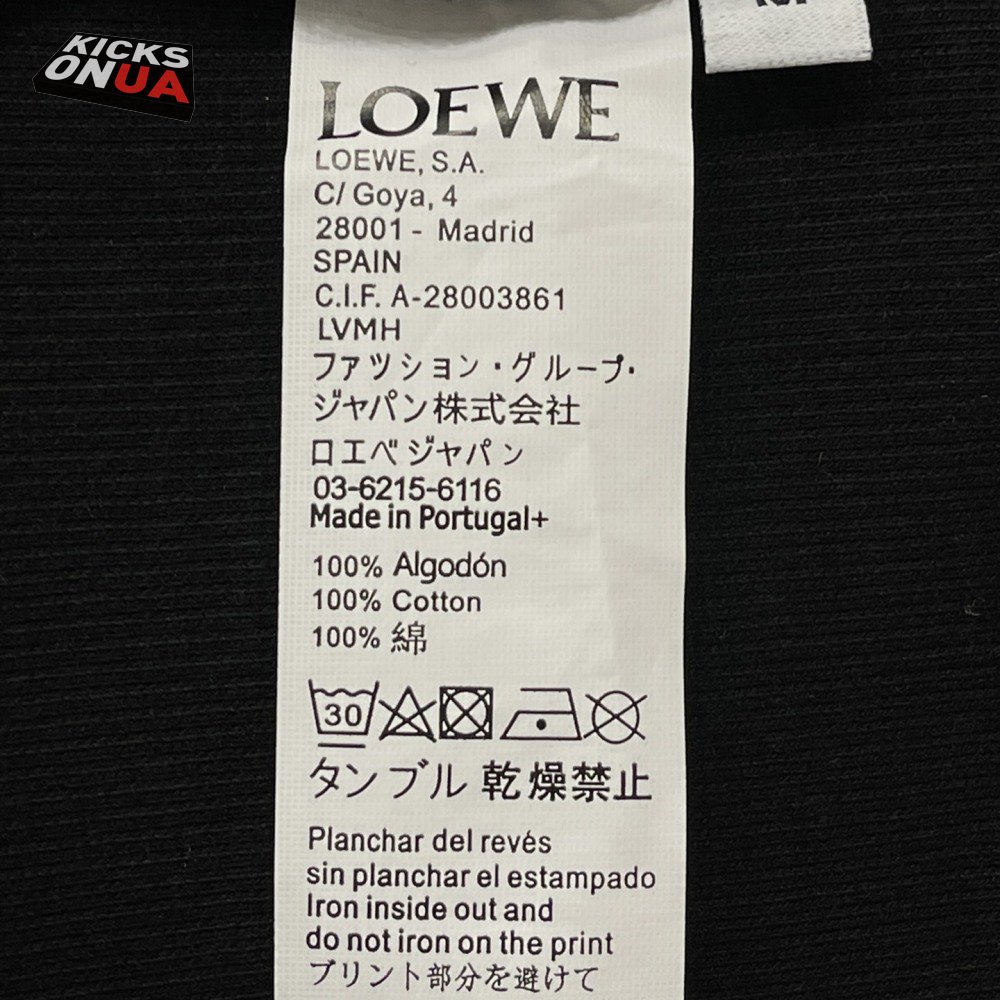 KICKS
ONUA
LOEWE
LOEWE, S.A.
C/ Goya, 4
28001 - Madrid
SPAIN
C.I.F. A-28003861
LVMH
ファツション・グループ・
ジャパン株式会社
ロエベジャパン
03-6215-6116
Made in Portugal+
100% Algodón
100% Cotton
100% 綿
30
タンブル 乾燥禁止
Planchar del revés
sin planchar el estampado
Iron inside out and
do not iron on the print
プリント部分を避けて